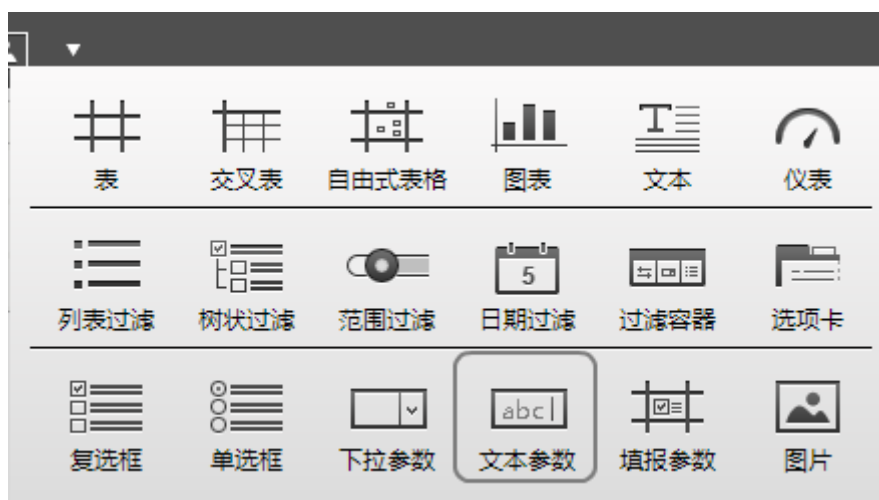 表 交叉表 自由式表格 图表 文本 仪表
5
列表过滤 树状过滤 范围过滤 日期过滤 过滤容器 选项卡
abc
复选框 单选框 下拉参数 文本参数 填报参数 图片